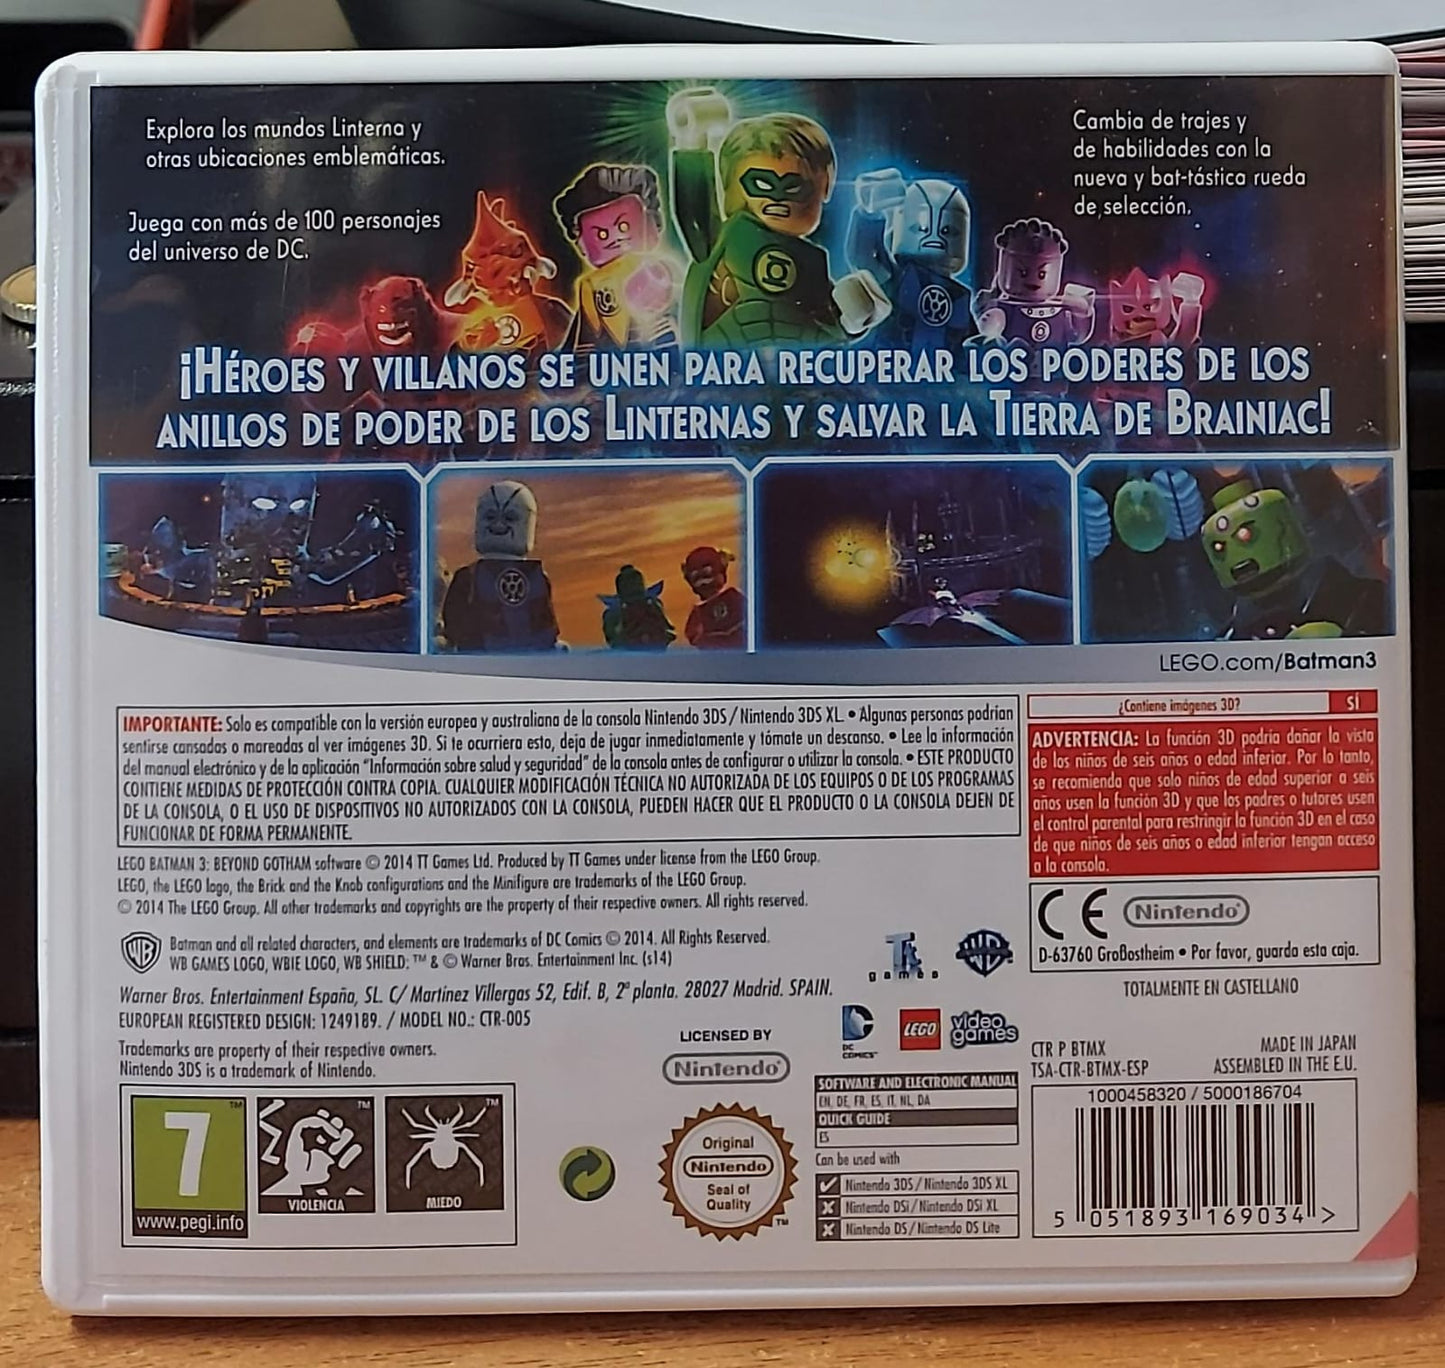 Explora los mundos Linterna y
otras ubicaciones emblemáticas.
Juega con más de 100 personajes
del universo de DC.
Cambia de trajes y
de habilidades con la
nueva y bat-tástica rueda
de selección.
¡HÉROES Y VILLANOS SE UNEN PARA RECUPERAR LOS PODERES DE LOS
ANILLOS DE PODER DE LOS LINTERNAS Y SALVAR LA TIERRA DE BRAINIAC!
LEGO.com/Batman3
IMPORTANTE: Solo es compatible con la versión europea y australiana de la consola Nintendo 3DS / Nintendo 3DS XL. • Algunas personas podrían
sentirse cansadas o mareadas al ver imágenes 3D. Si te ocurriera esto, deja de jugar inmediatamente y tómate un descanso. • Lee la información
del manual electrónico y de la aplicación "Información sobre salud y seguridad" de la consola antes de configurar o utilizar la consola. • ESTE PRODUCTO
CONTIENE MEDIDAS DE PROTECCIÓN CONTRA COPIA. CUALQUIER MODIFICACIÓN TÉCNICA NO AUTORIZADA DE LOS EQUIPOS O DE LOS PROGRAMAS
DE LA CONSOLA, O EL USO DE DISPOSITIVOS NO AUTORIZADOS CON LA CONSOLA, PUEDEN HACER QUE EL PRODUCTO O LA CONSOLA DEJEN DE
FUNCIONAR DE FORMA PERMANENTE.
¿Contiene imágenes 3D? SÍ
ADVERTENCIA: La función 3D podría dañar la vista
de los niños de seis años o edad inferior. Por lo tanto,
se recomienda que solo niños de edad superior a seis
años usen la función 3D y que los padres o tutores usen
el control parental para restringir la función 3D en el caso
de que niños de seis años o edad inferior tengan acceso
a la consola.
LEGO BATMAN 3: BEYOND GOTHAM software © 2014 TT Games Ltd. Produced by TT Games under license from the LEGO Group.
LEGO, the LEGO logo, the Brick and the Knob configurations and the Minifigure are trademarks of the LEGO Group.
© 2014 The LEGO Group. All other trademarks and copyrights are the property of their respective owners. All rights reserved.
WB
Batman and all related characters, and elements are trademarks of DC Comics © 2014. All Rights Reserved.
WB GAMES LOGO, WBIE LOGO, WB SHIELD: ™ & © Warner Bros. Entertainment Inc. (s14)
Warner Bros. Entertainment España, SL. C/ Martínez Villergas 52, Edif. B, 2ª planta. 28027 Madrid. SPAIN.
EUROPEAN REGISTERED DESIGN: 1249189. / MODEL NO.: CTR-005
Trademarks are property of their respective owners.
Nintendo 3DS is a trademark of Nintendo.
games
WB
DC
COMICS™
LEGO
video
games
CE
Nintendo
D-63760 Großostheim • Por favor, guarda esta caja.
TOTALMENTE EN CASTELLANO
CTR P BTMX
TSA-CTR-BTMX-ESP
MADE IN JAPAN
ASSEMBLED IN THE E.U.
LICENSED BY
Nintendo
Original
Nintendo
Seal of
Quality
™
SOFTWARE AND ELECTRONIC MANUAL
EN, DE, FR, ES, IT, NL, DA
QUICK GUIDE
ES
Can be used with
Nintendo 3DS / Nintendo 3DS XL
Nintendo DSi / Nintendo DSi XL
Nintendo DS / Nintendo DS Lite
7 ™
www.pegi.info
™
VIOLENCIA
™
MIEDO
1000458320 / 5000186704
5 051893 169034 >